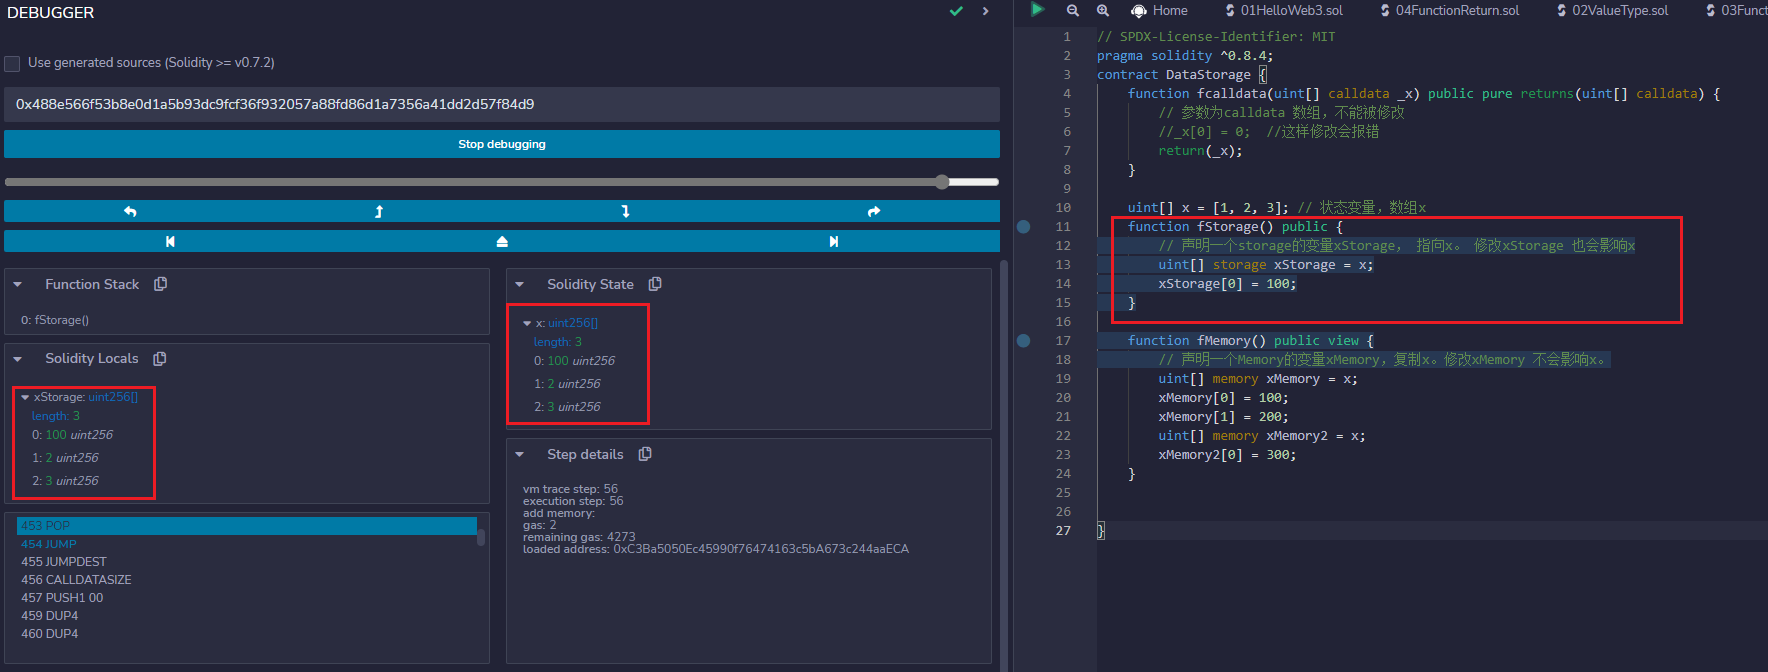 DEBUGGER
Use generated sources (Solidity >= v0.7.2)
0x488e566f53b8e0d1a5b93dc9fcf36f932057a88fd86d1a7356a41dd2d57f84d9
Stop debugging
Function Stack
0: fStorage()
Solidity Locals
xStorage: uint256[]
length: 3
0: 100 uint256
1: 2 uint256
2: 3 uint256
453 POP
454 JUMP
455 JUMPDEST
456 CALLDATASIZE
457 PUSH1 00
459 DUP4
460 DUP4
Solidity State
x: uint256[]
length: 3
0: 100 uint256
1: 2 uint256
2: 3 uint256
Step details
vm trace step: 56
execution step: 56
add memory:
gas: 2
remaining gas: 4273
loaded address: 0xC3Ba5050Ec45990f76474163c5bA673c244aaECA
Home 01HelloWeb3.sol 04FunctionReturn.sol 02ValueType.sol 03Funct
1 // SPDX-License-Identifier: MIT
2 pragma solidity ^0.8.4;
3 contract DataStorage {
4 function fcalldata(uint[] calldata _x) public pure returns(uint[] calldata) {
5 // 参数为calldata 数组，不能被修改
6 //_x[0] = 0; //这样修改会报错
7 return(_x);
8 }
9
10 uint[] x = [1, 2, 3]; // 状态变量，数组x
11 function fStorage() public {
12 // 声明一个storage的变量xStorage， 指向x。 修改xStorage 也会影响x
13 uint[] storage xStorage = x;
14 xStorage[0] = 100;
15 }
16
17 function fMemory() public view {
18 // 声明一个Memory的变量xMemory，复制x。修改xMemory 不会影响x。
19 uint[] memory xMemory = x;
20 xMemory[0] = 100;
21 xMemory[1] = 200;
22 uint[] memory xMemory2 = x;
23 xMemory2[0] = 300;
24 }
25
26
27 }